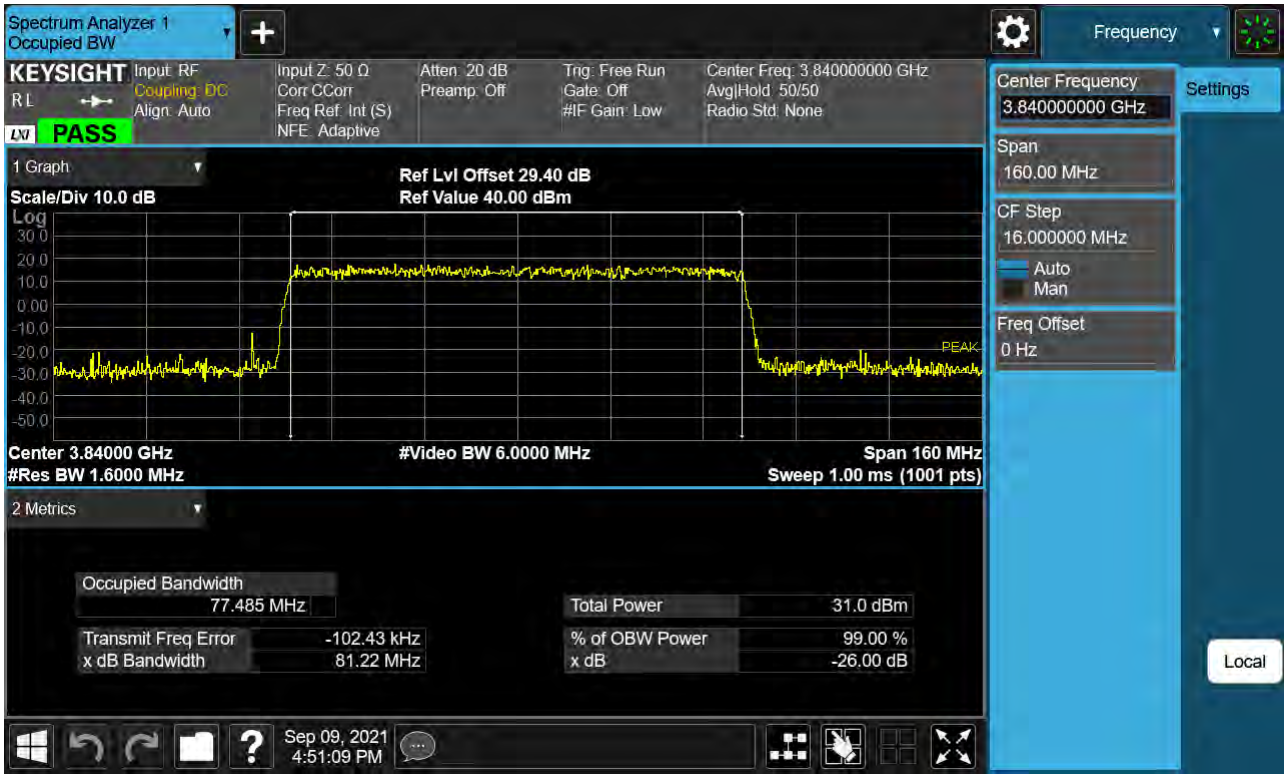 Spectrum Analyzer 1
Occupied BW
Frequency
KEYSIGHT
RL
LXI PASS
Input: RF
Coupling: DC
Align: Auto
Input Z: 50 Ω
Corr CCorr
Freq Ref: Int (S)
NFE: Adaptive
Atten: 20 dB
Preamp: Off
Trig: Free Run
Gate: Off
#IF Gain: Low
Center Freq: 3.840000000 GHz
Avg|Hold: 50/50
Radio Std: None
Center Frequency
3.840000000 GHz
Settings
Span
160.00 MHz
CF Step
16.000000 MHz
Auto
Man
Freq Offset
0 Hz
Local
1 Graph
Scale/Div 10.0 dB
Ref Lvl Offset 29.40 dB
Ref Value 40.00 dBm
Log
30.0
20.0
10.0
0.00
-10.0
-20.0
-30.0
-40.0
-50.0
PEAK
Center 3.84000 GHz
#Video BW 6.0000 MHz
Span 160 MHz
#Res BW 1.6000 MHz
Sweep 1.00 ms (1001 pts)
2 Metrics
Occupied Bandwidth
77.485 MHz
Total Power 31.0 dBm
Transmit Freq Error -102.43 kHz
% of OBW Power 99.00 %
x dB Bandwidth 81.22 MHz
x dB -26.00 dB
Sep 09, 2021
4:51:09 PM